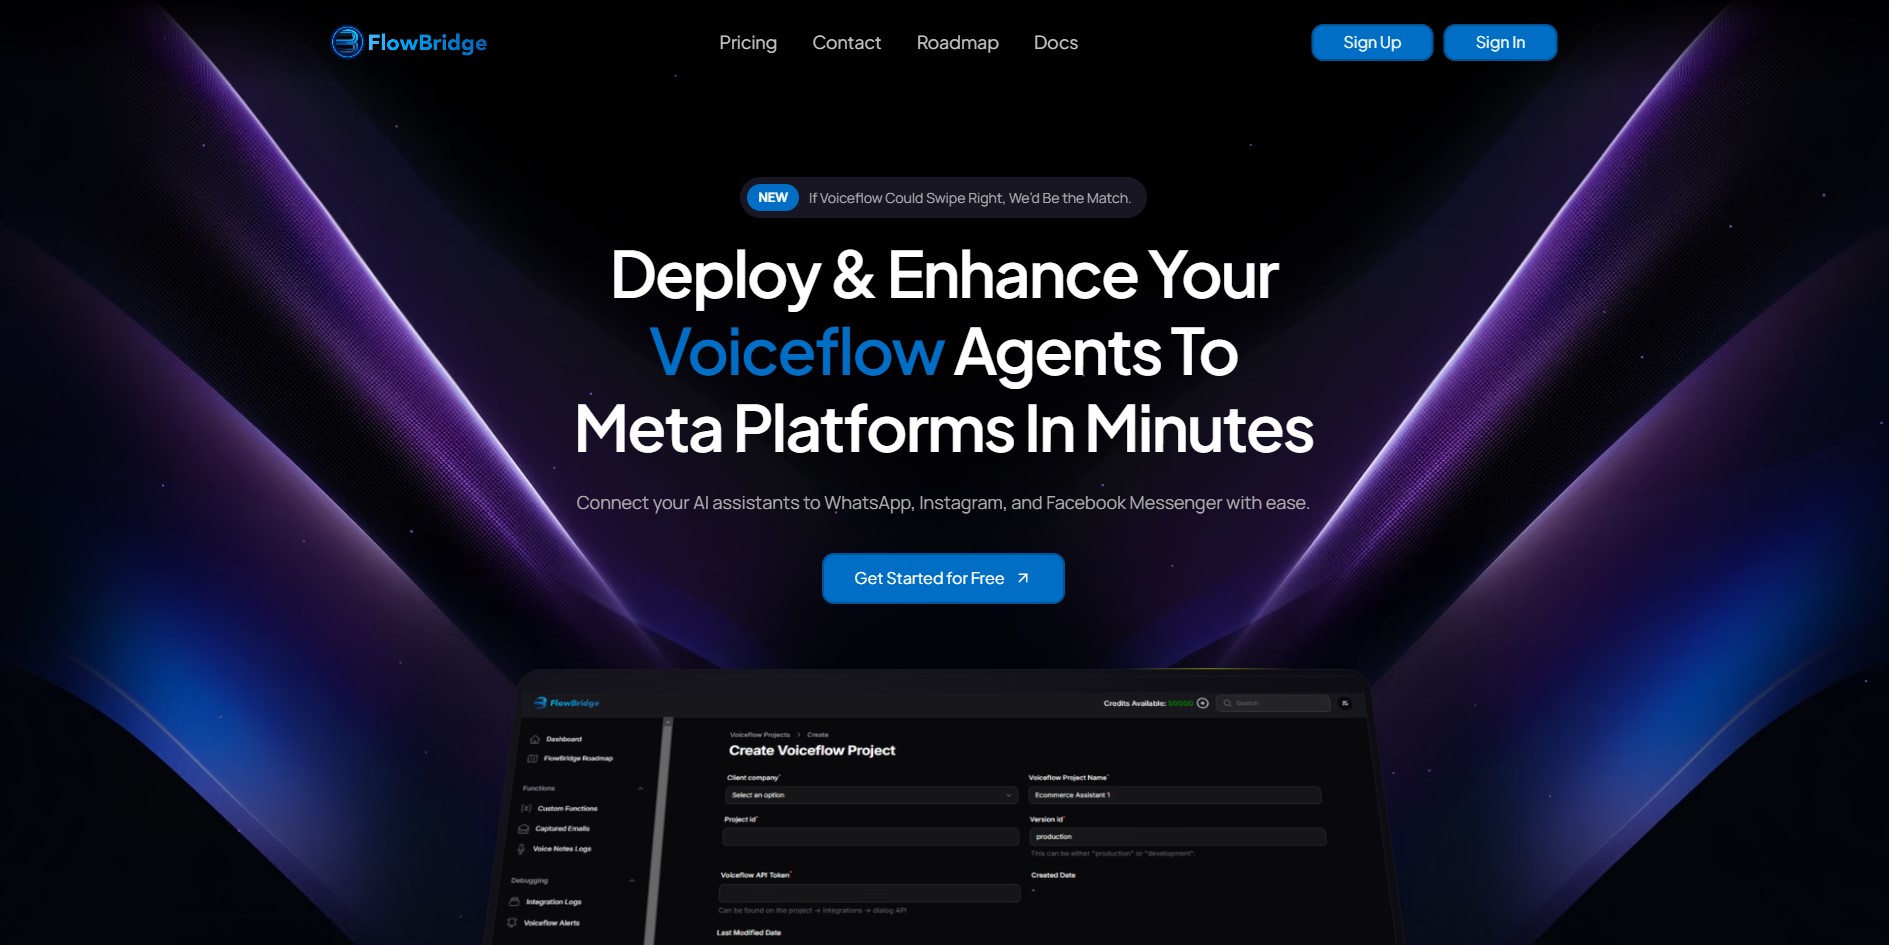 FlowBridge
Pricing Contact Roadmap Docs
Sign Up Sign In
NEW If Voiceflow Could Swipe Right, We'd Be the Match.
Deploy & Enhance Your
Voiceflow Agents To
Meta Platforms In Minutes
Connect your AI assistants to WhatsApp, Instagram, and Facebook Messenger with ease.
Get Started for Free
FlowBridge
Credits Available: Search
Dashboard
FlowBridge Roadmap
Functions
Custom Functions
Captured Emails
Voice Notes Logs
Debugging
Integration Logs
Voiceflow Alerts
Voiceflow Projects > Create
Create Voiceflow Project
Client company*
Select an option
Voiceflow Project Name*
Ecommerce Assistant 1
Project id*
Version id*
production
This can be either "production" or "development".
Voiceflow API Token*
Can be found on the project → integrations → dialog API
Created Date
-
Last Modified Date